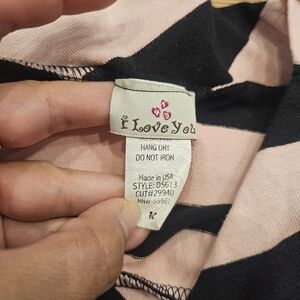 I Love You
HANG DRY
DO NOT IRON
Made in USA
STYLE: D5613
CUT#29940
M